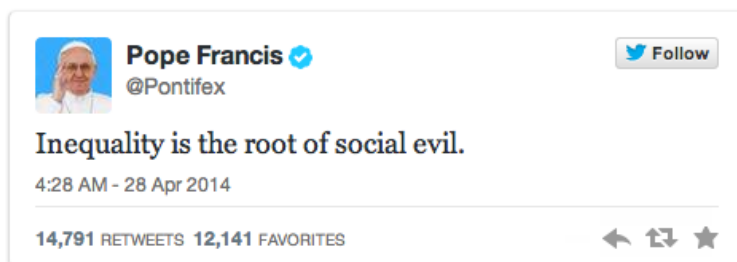 Pope Francis
Follow
@Pontifex
Inequality is the root of social evil.
4:28 AM - 28 Apr 2014
14,791 RETWEETS 12,141 FAVORITES